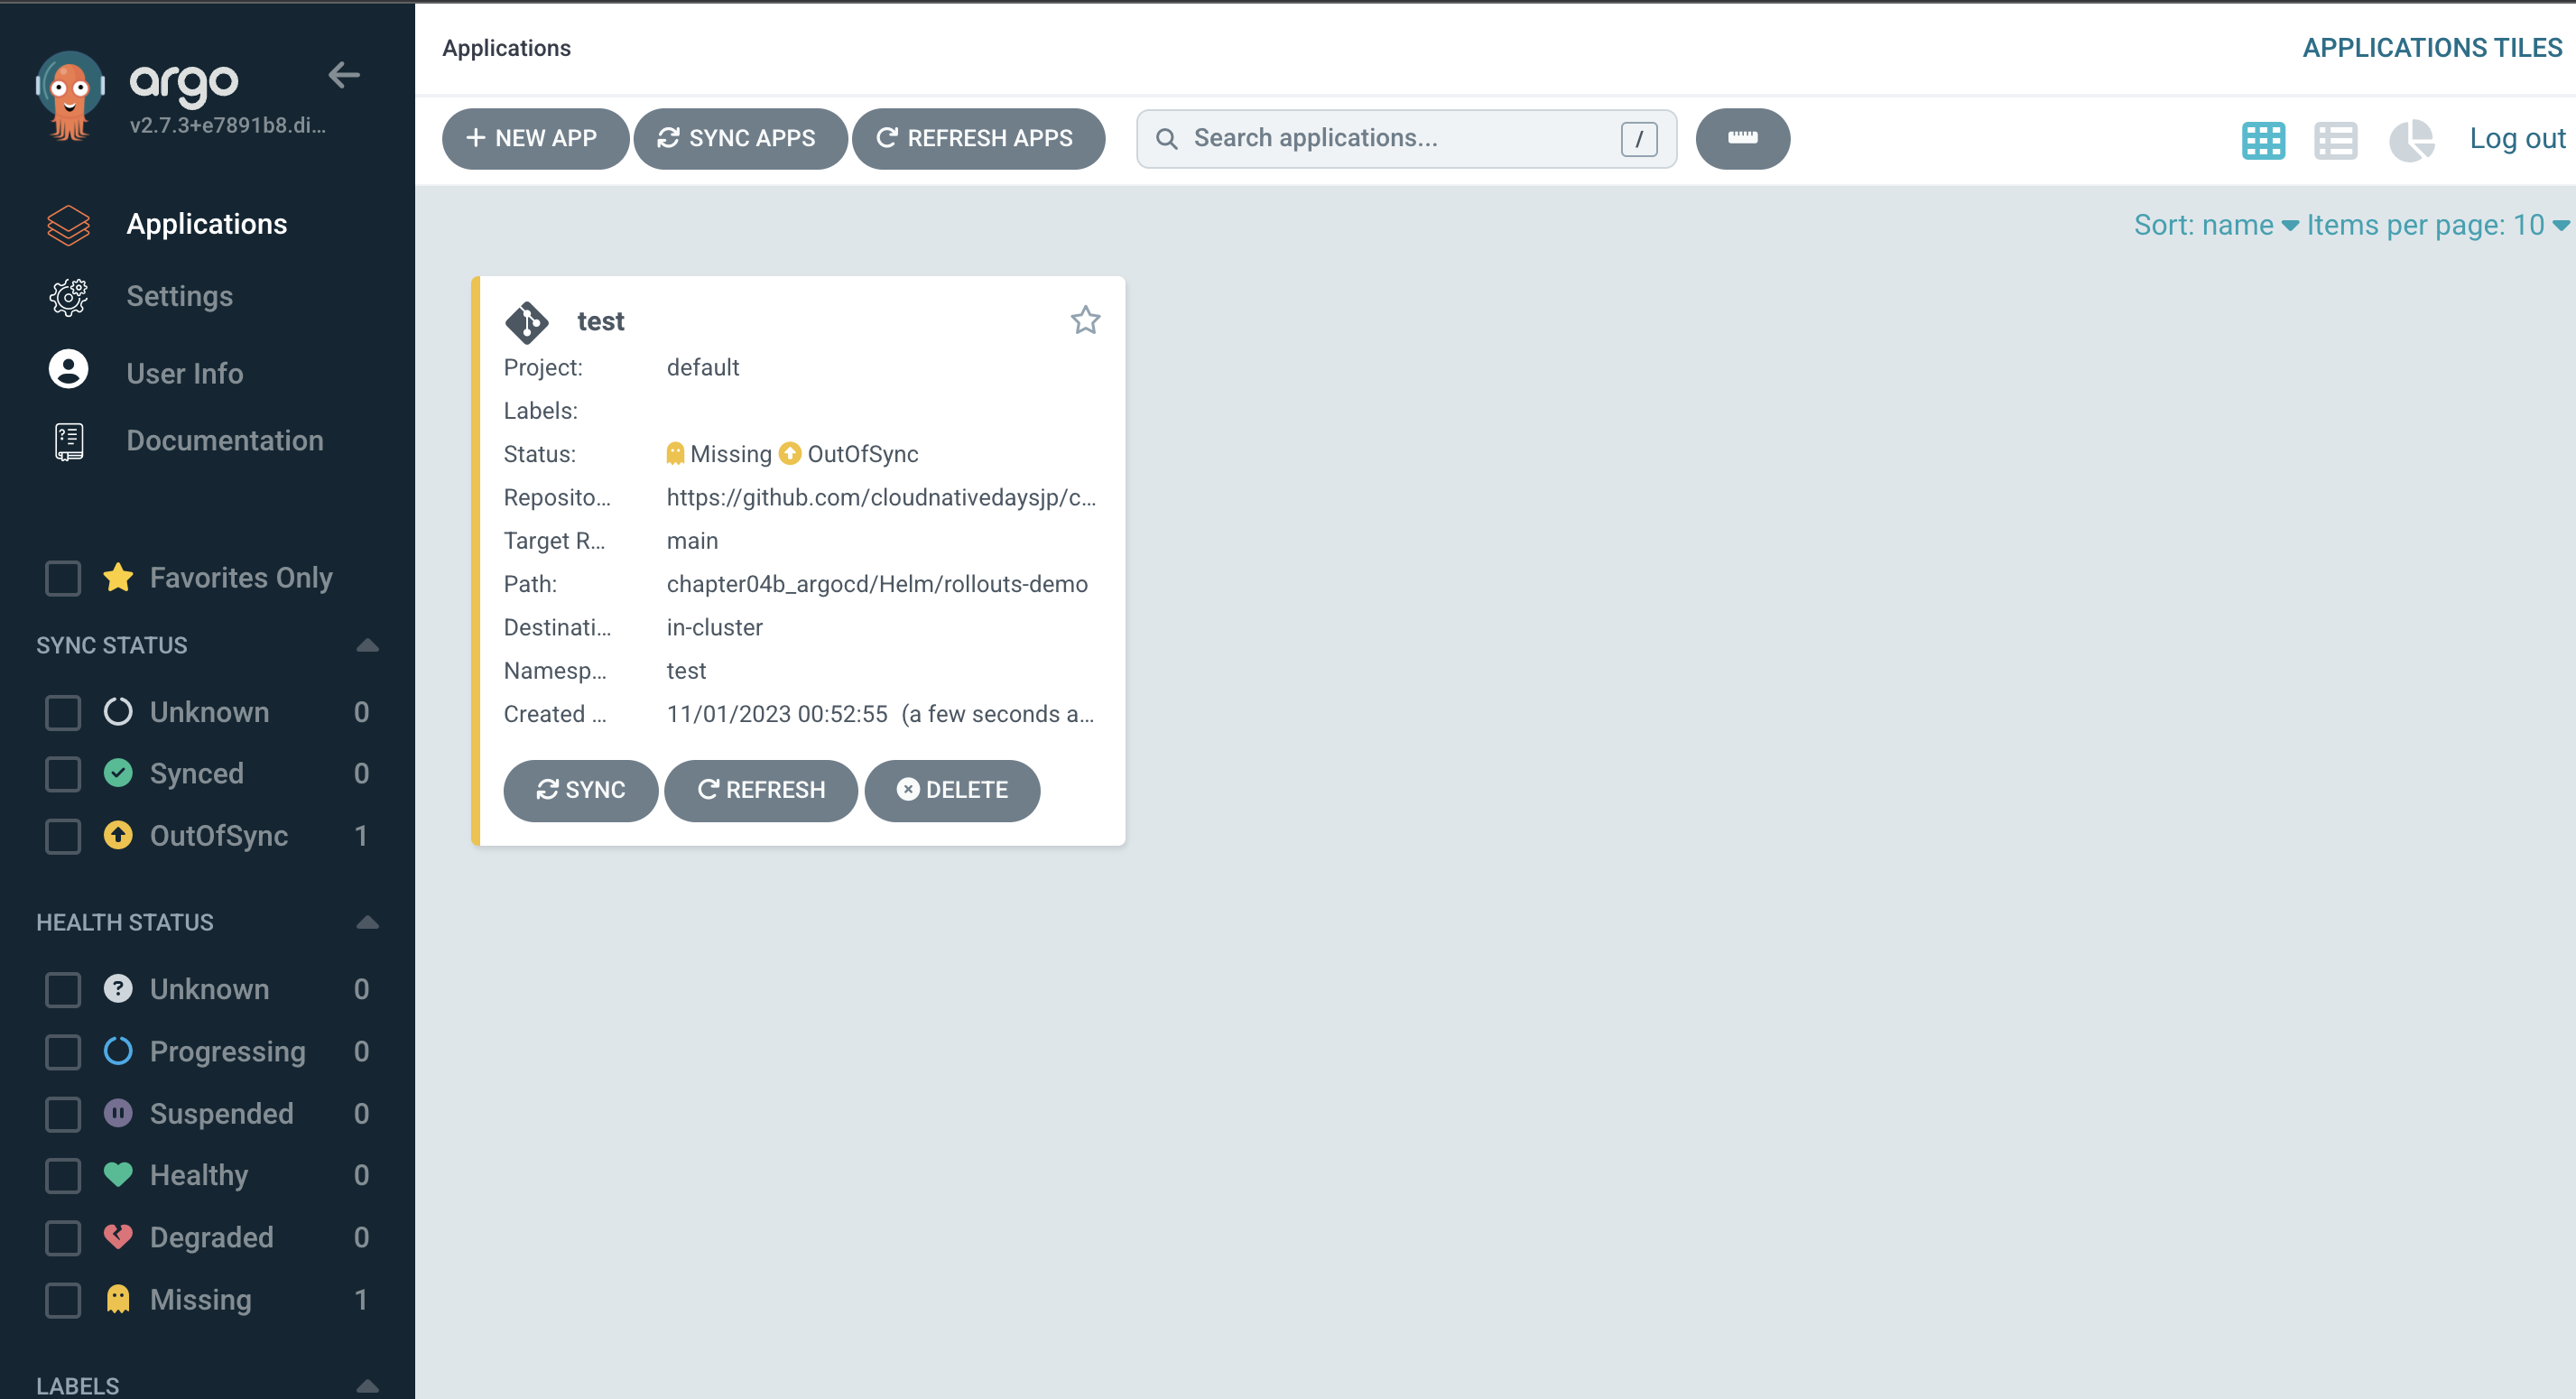 argo
v2.7.3+e7891b8.di...
Applications
Settings
User Info
Documentation
Favorites Only
SYNC STATUS
Unknown 0
Synced 0
OutOfSync 1
HEALTH STATUS
Unknown 0
Progressing 0
Suspended 0
Healthy 0
Degraded 0
Missing 1
LABELS
Applications
APPLICATIONS TILES
+ NEW APP
SYNC APPS
REFRESH APPS
Search applications...
/
Log out
Sort: name
Items per page: 10
test
Project: default
Labels:
Status: Missing OutOfSync
Reposito... https://github.com/cloudnativedaysjp/c...
Target R... main
Path: chapter04b_argocd/Helm/rollouts-demo
Destinati... in-cluster
Namesp... test
Created ... 11/01/2023 00:52:55 (a few seconds a...
SYNC
REFRESH
DELETE